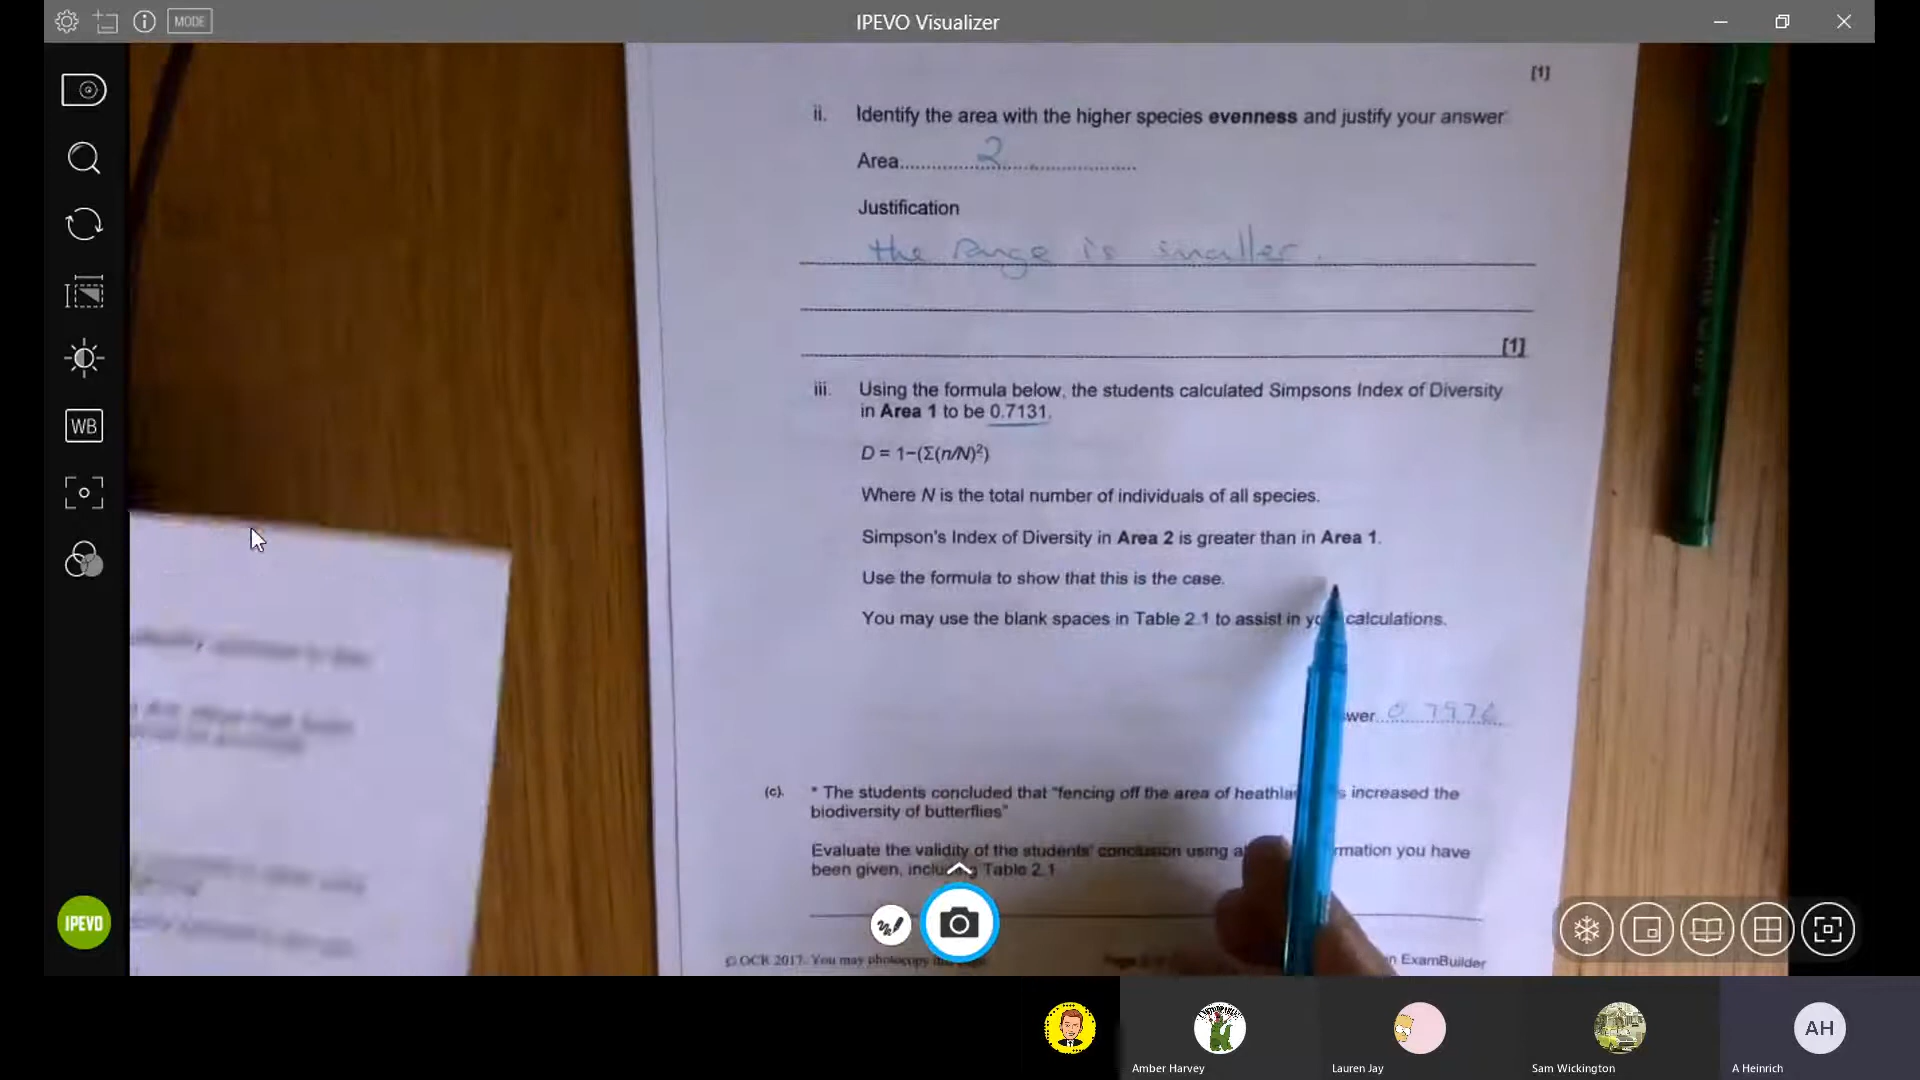 MODE
IPEVO Visualizer
[1]
ii. Identify the area with the higher species evenness and justify your answer
Area.......2.......
Justification
the range is smaller.
[1]
iii. Using the formula below, the students calculated Simpsons Index of Diversity
in Area 1 to be 0.7131.
D = 1−(Σ(n/N)²)
Where N is the total number of individuals of all species.
Simpson's Index of Diversity in Area 2 is greater than in Area 1.
Use the formula to show that this is the case.
You may use the blank spaces in Table 2.1 to assist in calculations.
WB
(c). * The students concluded that "fencing off the area of increased the
biodiversity of butterflies"
Evaluate the validity of the students' conclusion using have
been given, Table 2.1
IPEVO
© OCR 2017. You may photocopy ExamBuilder
Amber Harvey
Lauren Jay
Sam Wickington
AH
A Heinrich